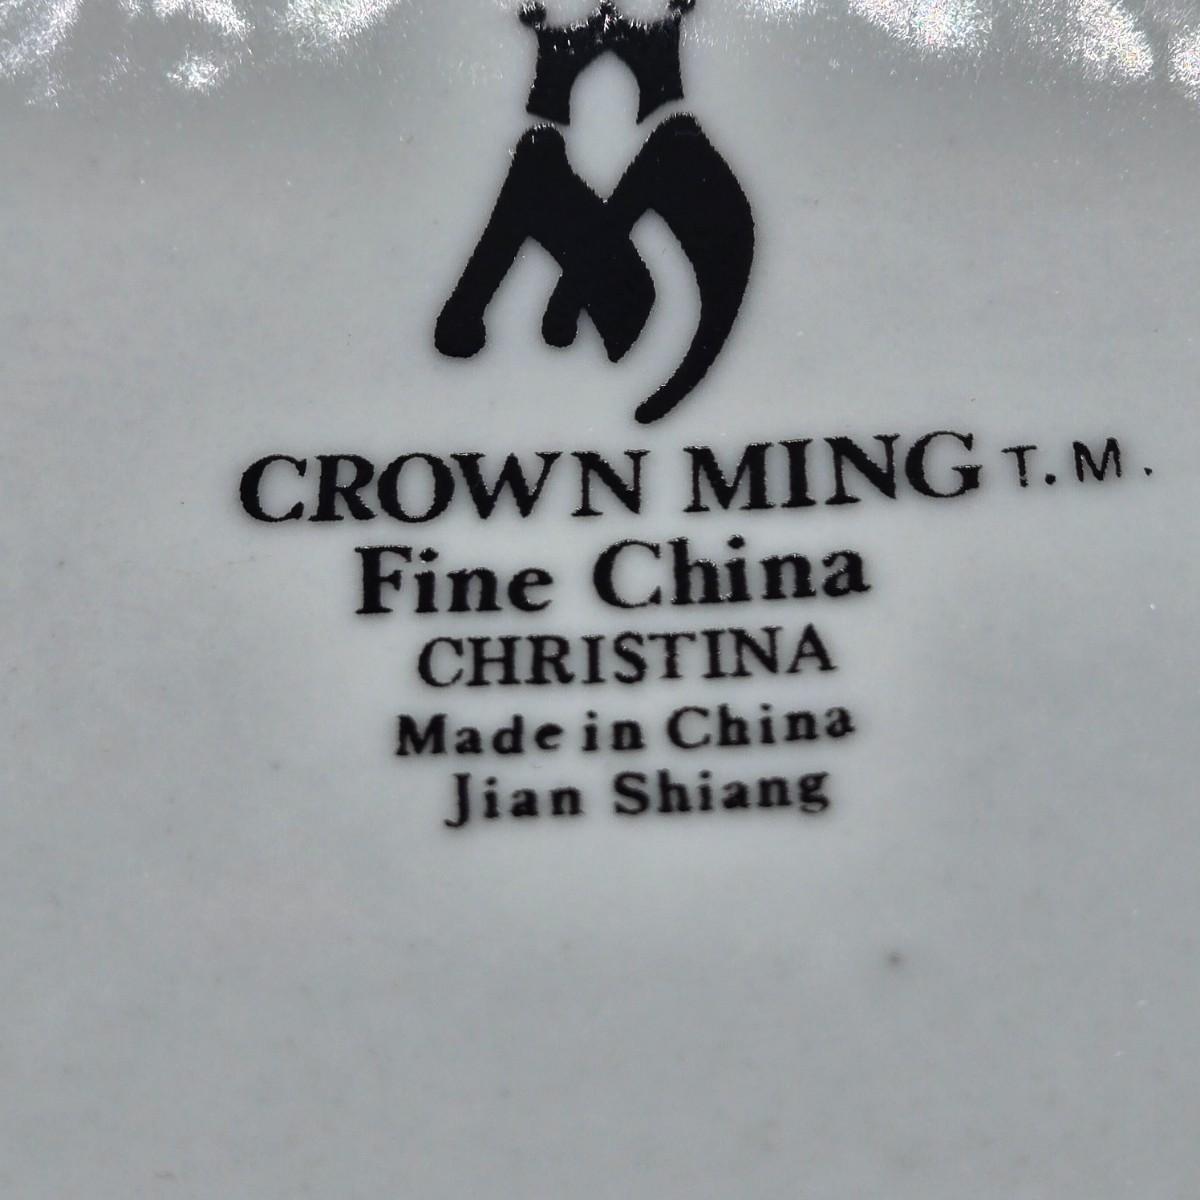 CROWN MING T.M.
Fine China
CHRISTINA
Made in China
Jian Shiang